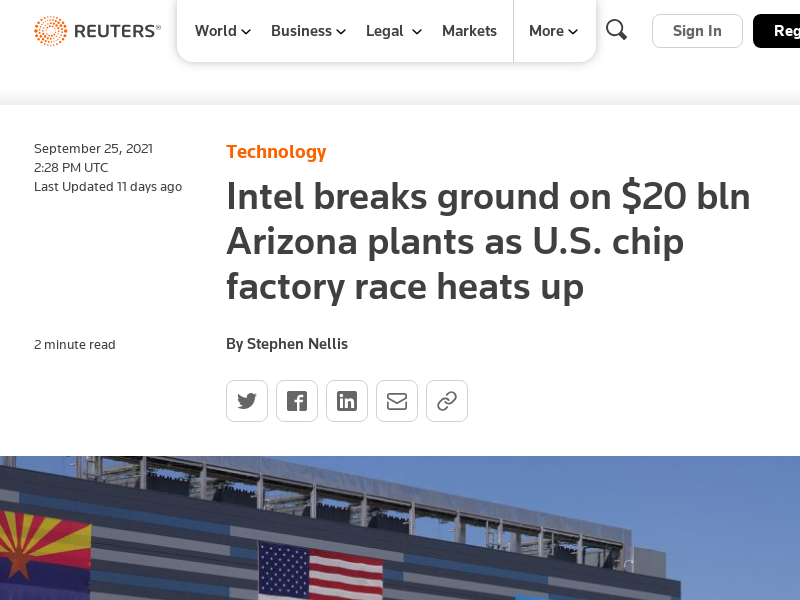 REUTERS®
World
Business
Legal
Markets
More
Sign In
Reg
September 25, 2021
2:28 PM UTC
Last Updated 11 days ago
Technology
Intel breaks ground on $20 bln
Arizona plants as U.S. chip
factory race heats up
2 minute read
By Stephen Nellis